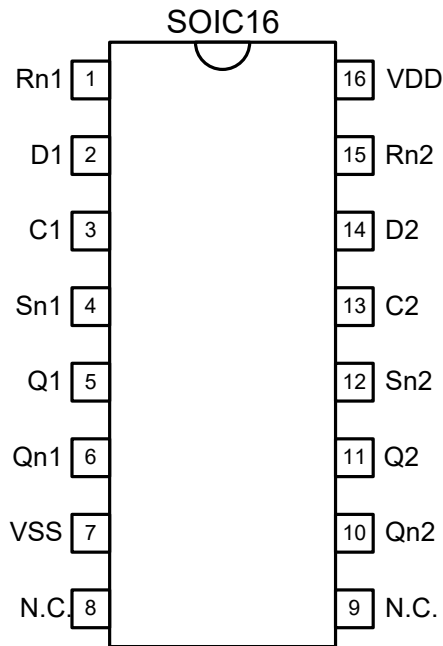 SOIC16
Rn1 1 16 VDD
D1 2 15 Rn2
C1 3 14 D2
Sn1 4 13 C2
Q1 5 12 Sn2
Qn1 6 11 Q2
VSS 7 10 Qn2
N.C. 8 9 N.C.